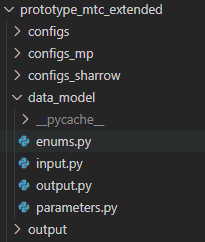 prototype_mtc_extended
configs
configs_mp
configs_sharrow
data_model
__pycache__
enums.py
input.py
output.py
parameters.py
output